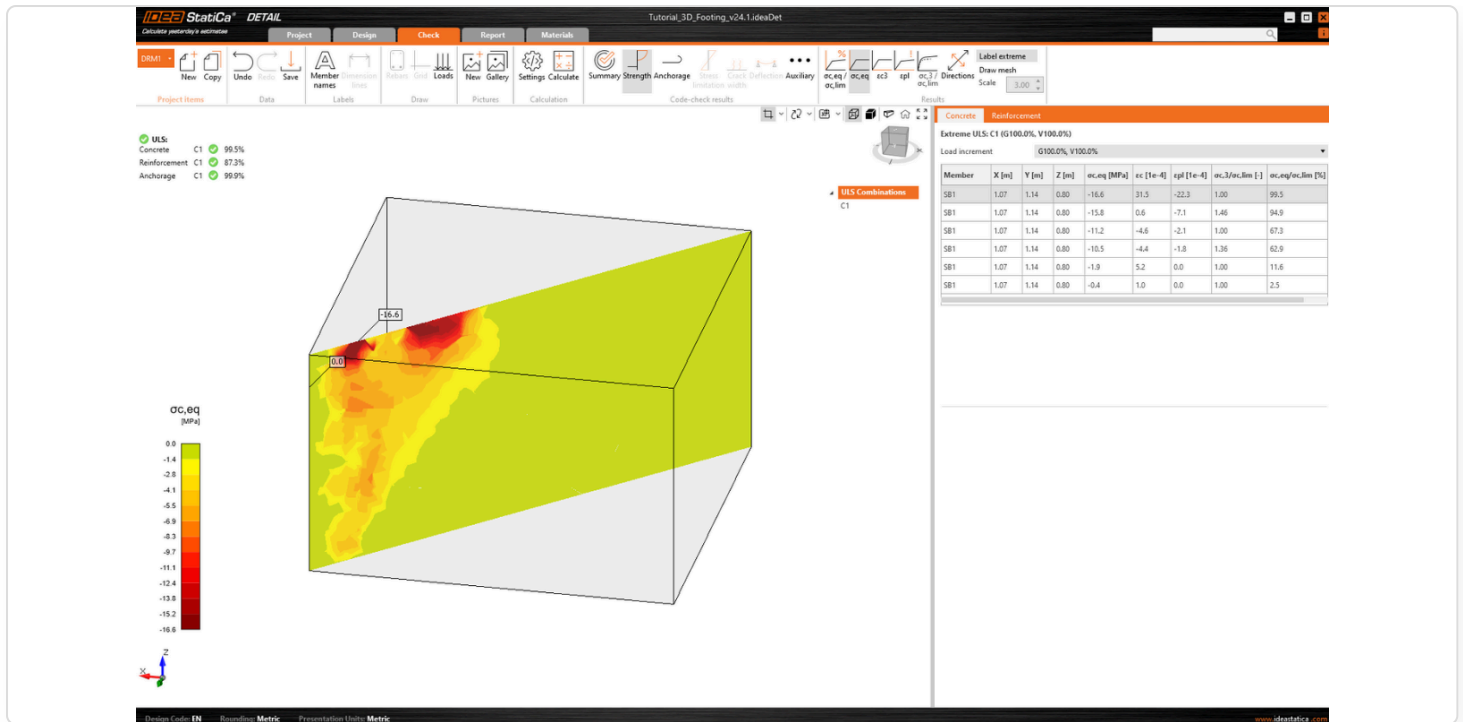 IDEA StatiCa® DETAIL
Calculate yesterday's estimates
Tutorial_3D_Footing_v24.1.ideaDet
Project Design Check Report Materials
DRM1
New Copy Undo Redo Save Member names Dimension lines Rebars Grid Loads New Gallery Settings Calculate Summary Strength Anchorage Stress limitation Crack width Deflection Auxiliary σc,eq / σc,lim σc,eq εc3 εpl σc,3 / σc,lim Directions
Label extreme
Draw mesh
Scale 3.00
Project items Data Labels Draw Pictures Calculation Code-check results Results
ULS:
Concrete C1 99.5%
Reinforcement C1 87.3%
Anchorage C1 99.9%
ULS Combinations
C1
-16.6
0.0
σc,eq
[MPa]
0.0
-1.4
-2.8
-4.1
-5.5
-6.9
-8.3
-9.7
-11.1
-12.4
-13.8
-15.2
-16.6
Z
X
Concrete Reinforcement
Extreme ULS: C1 (G100.0%, V100.0%)
Load increment G100.0%, V100.0%
Member X [m] Y [m] Z [m] σc,eq [MPa] εc [1e-4] εpl [1e-4] σc,3/σc,lim [-] σc,eq/σc,lim [%]
SB1 1.07 1.14 0.80 -16.6 31.5 -22.3 1.00 99.5
SB1 1.07 1.14 0.80 -15.8 0.6 -7.1 1.46 94.9
SB1 1.07 1.14 0.80 -11.2 -4.6 -2.1 1.00 67.3
SB1 1.07 1.14 0.80 -10.5 -4.4 -1.8 1.36 62.9
SB1 1.07 1.14 0.80 -1.9 5.2 0.0 1.00 11.6
SB1 1.07 1.14 0.80 -0.4 1.0 0.0 1.00 2.5
Design Code: EN Rounding: Metric Presentation Units: Metric
www.ideastatica.com